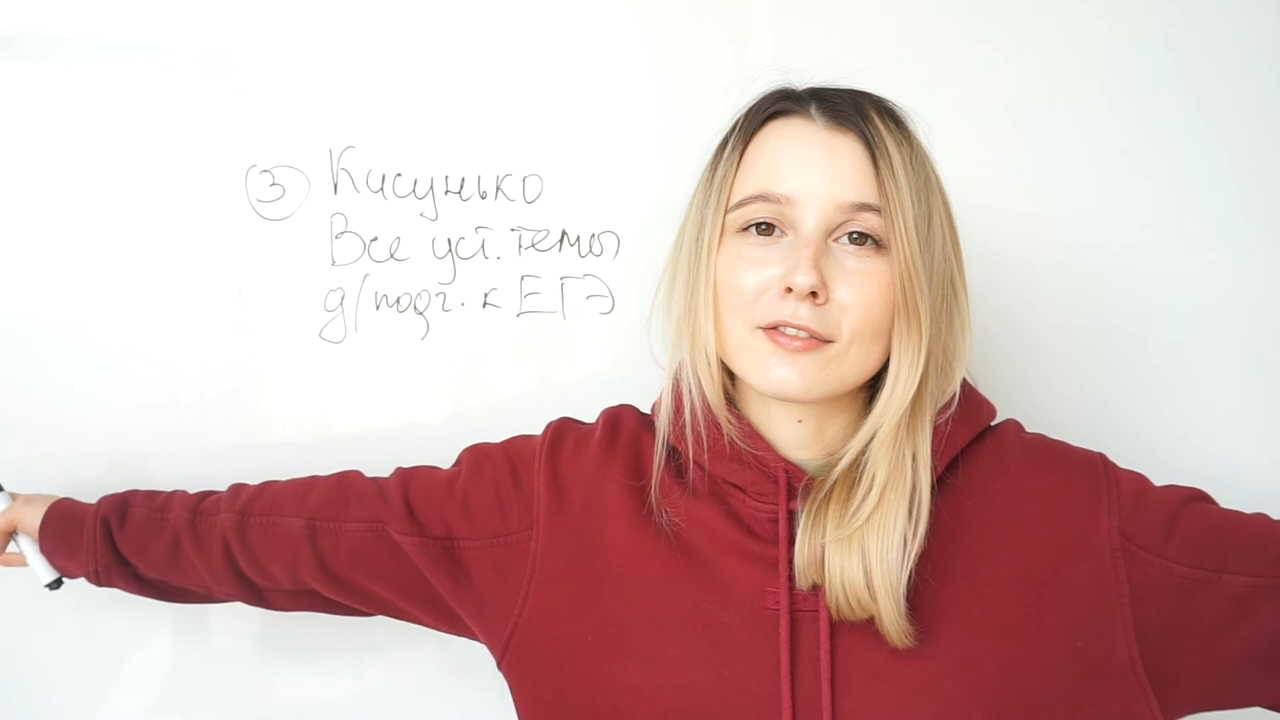 ③ Кисунько
Все уст. темы
д/подг. к ЕГЭ